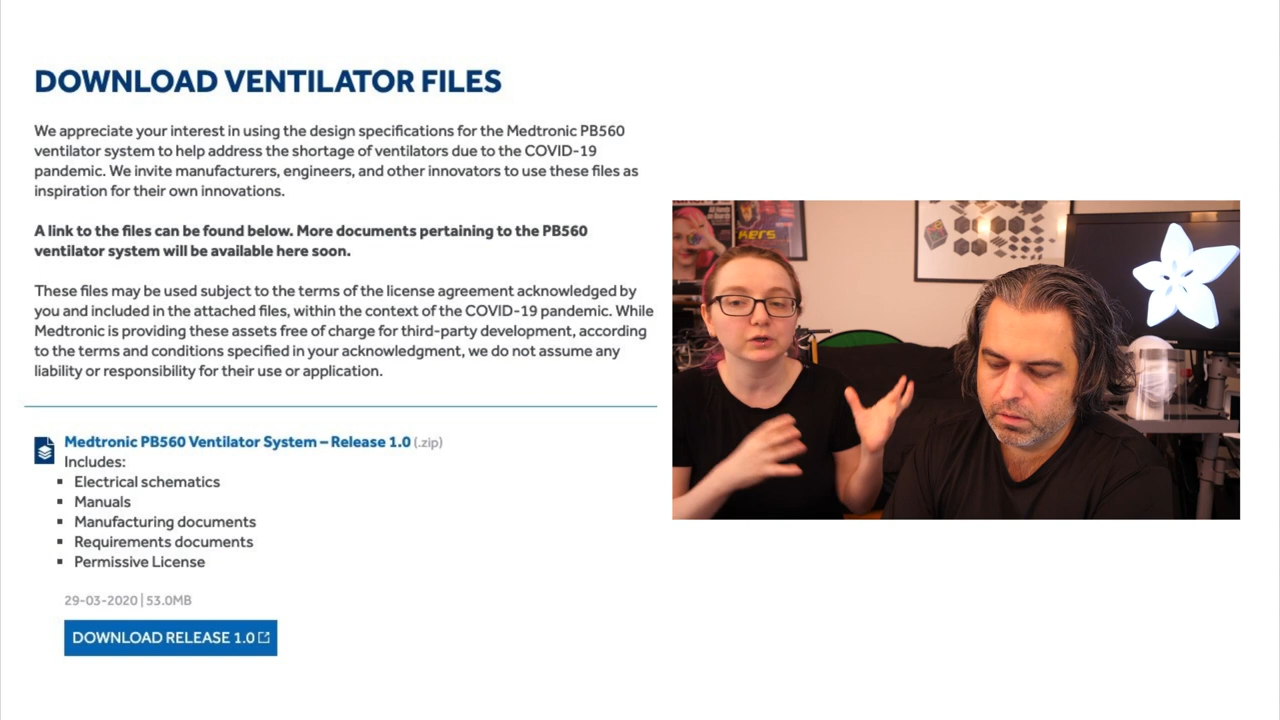 DOWNLOAD VENTILATOR FILES
We appreciate your interest in using the design specifications for the Medtronic PB560
ventilator system to help address the shortage of ventilators due to the COVID-19
pandemic. We invite manufacturers, engineers, and other innovators to use these files as
inspiration for their own innovations.
A link to the files can be found below. More documents pertaining to the PB560
ventilator system will be available here soon.
These files may be used subject to the terms of the license agreement acknowledged by
you and included in the attached files, within the context of the COVID-19 pandemic. While
Medtronic is providing these assets free of charge for third-party development, according
to the terms and conditions specified in your acknowledgment, we do not assume any
liability or responsibility for their use or application.
Medtronic PB560 Ventilator System – Release 1.0 (.zip)
Includes:
▪ Electrical schematics
▪ Manuals
▪ Manufacturing documents
▪ Requirements documents
▪ Permissive License
29-03-2020 | 53.0MB
DOWNLOAD RELEASE 1.0